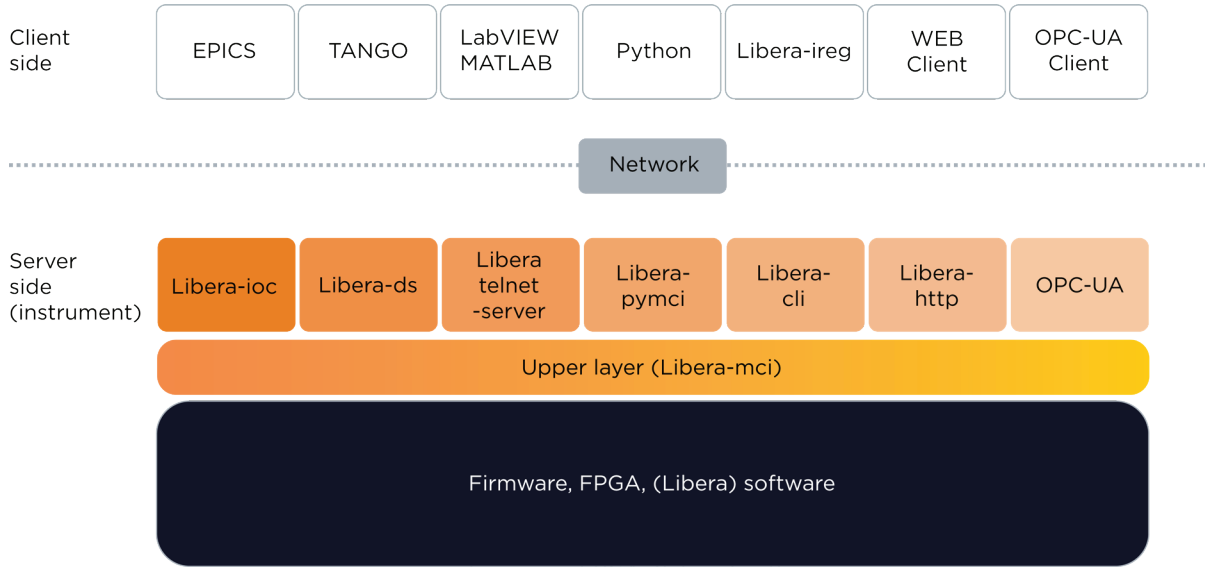 Client
side
EPICS
TANGO
LabVIEW
MATLAB
Python
Libera-ireg
WEB
Client
OPC-UA
Client
Network
Server
side
(instrument)
Libera-ioc
Libera-ds
Libera
telnet
-server
Libera-
pymci
Libera-
cli
Libera-
http
OPC-UA
Upper layer (Libera-mci)
Firmware, FPGA, (Libera) software